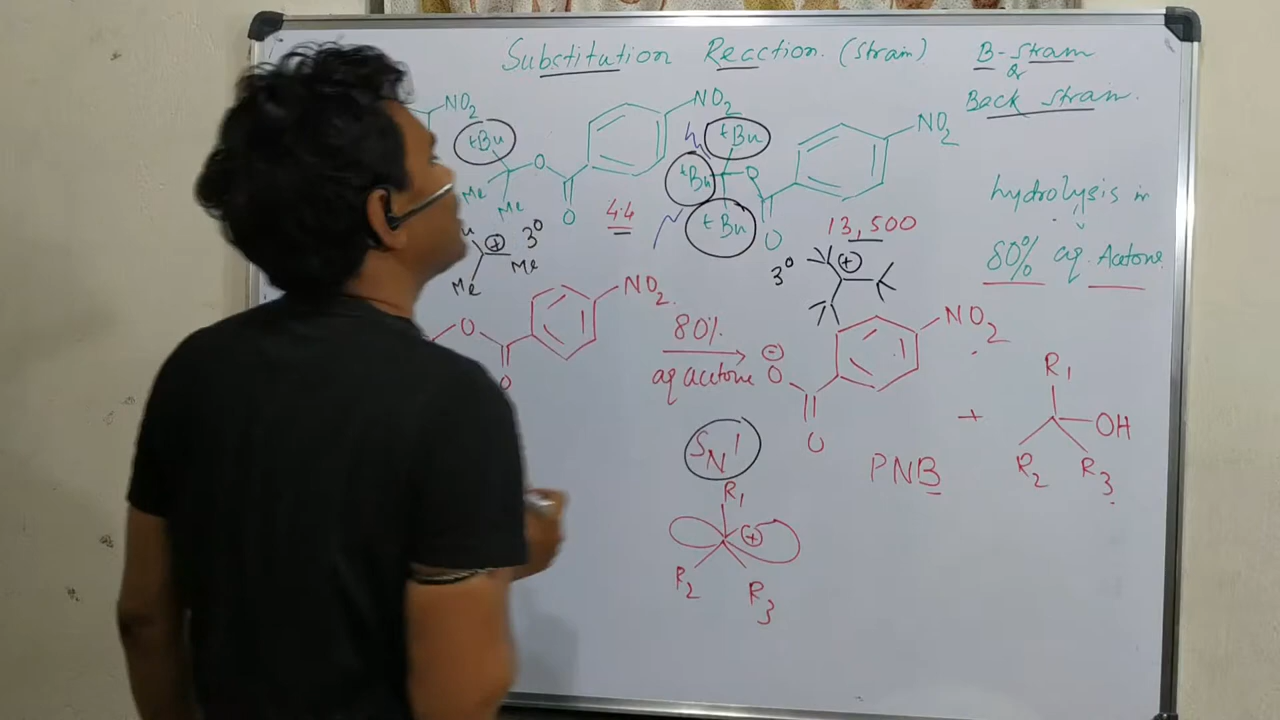 Substitution Reaction. (Strain)
B-Strain
&
Back strain.
NO2
tBu
O
Me
Me
O
NO2
4.4
tBu
tBu
tBu
O
O
NO2
13,500
hydrolysis in
80% aq. Acetone
⊕ 3°
Me
Me
3° ⊕
O
O
NO2
80%
aq acetone
⊖
O
O
NO2
PNB
+
R1
OH
R2
R3
SN1
R1
⊕
R2
R3